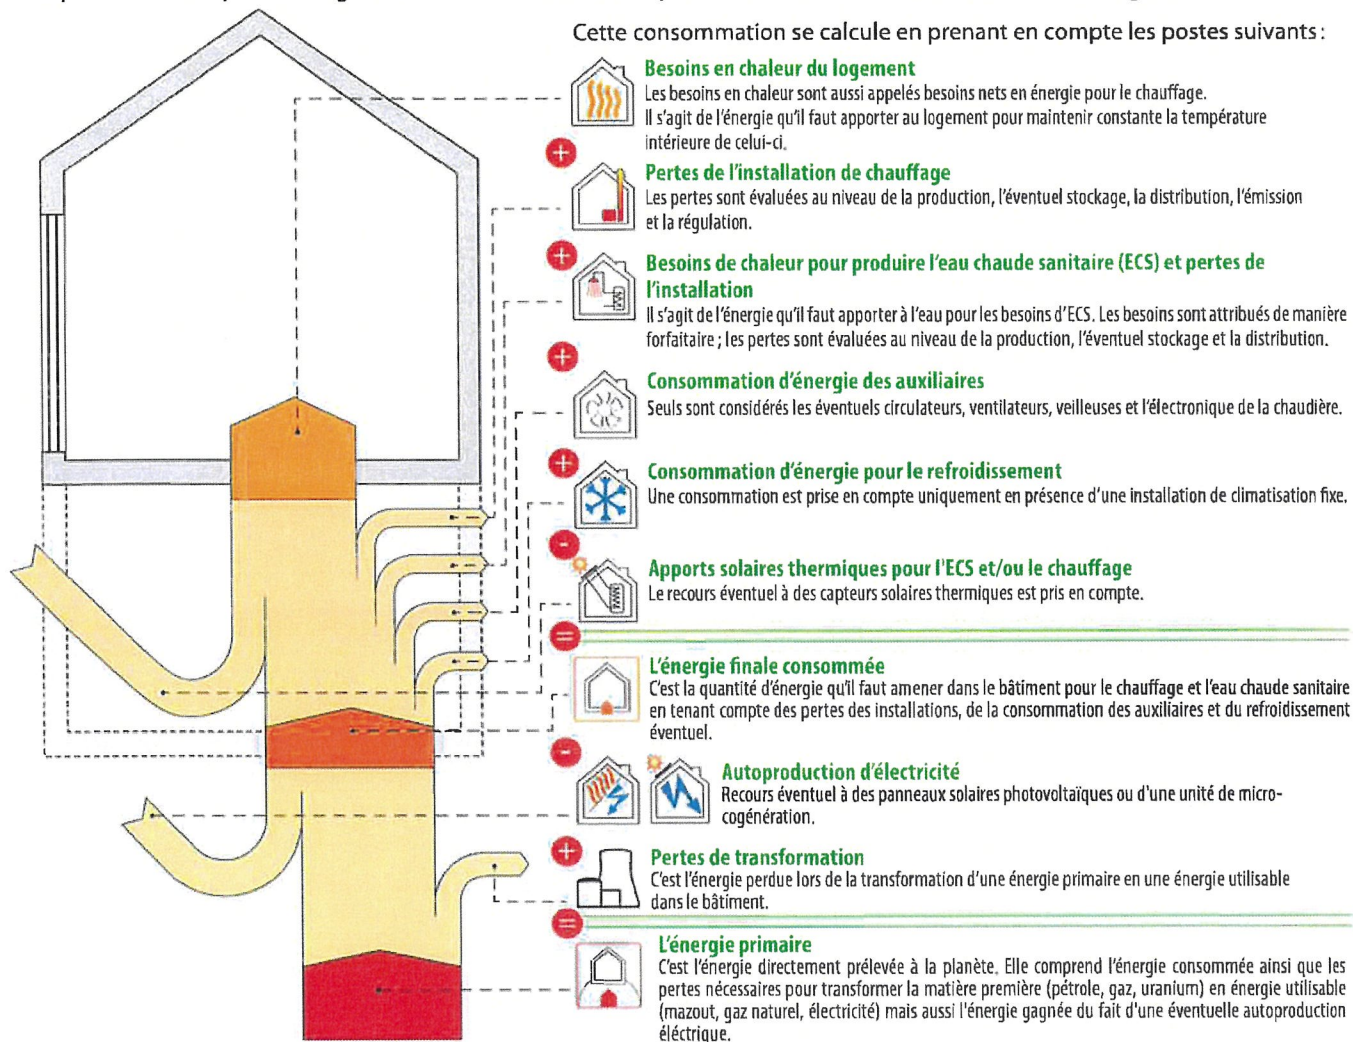 Cette consommation se calcule en prenant en compte les postes suivants :
Besoins en chaleur du logement
Les besoins en chaleur sont aussi appelés besoins nets en énergie pour le chauffage.
Il s'agit de l'énergie qu'il faut apporter au logement pour maintenir constante la température
intérieure de celui-ci.
+
Pertes de l'installation de chauffage
Les pertes sont évaluées au niveau de la production, l'éventuel stockage, la distribution, l'émission
et la régulation.
+
Besoins de chaleur pour produire l'eau chaude sanitaire (ECS) et pertes de
l'installation
Il s'agit de l'énergie qu'il faut apporter à l'eau pour les besoins d'ECS. Les besoins sont attribués de manière
forfaitaire ; les pertes sont évaluées au niveau de la production, l'éventuel stockage et la distribution.
+
Consommation d'énergie des auxiliaires
Seuls sont considérés les éventuels circulateurs, ventilateurs, veilleuses et l'électronique de la chaudière.
+
Consommation d'énergie pour le refroidissement
Une consommation est prise en compte uniquement en présence d'une installation de climatisation fixe.
-
Apports solaires thermiques pour l'ECS et/ou le chauffage
Le recours éventuel à des capteurs solaires thermiques est pris en compte.
=
L'énergie finale consommée
C'est la quantité d'énergie qu'il faut amener dans le bâtiment pour le chauffage et l'eau chaude sanitaire
en tenant compte des pertes des installations, de la consommation des auxiliaires et du refroidissement
éventuel.
-
Autoproduction d'électricité
Recours éventuel à des panneaux solaires photovoltaïques ou d'une unité de micro-
cogénération.
+
Pertes de transformation
C'est l'énergie perdue lors de la transformation d'une énergie primaire en une énergie utilisable
dans le bâtiment.
=
L'énergie primaire
C'est l'énergie directement prélevée à la planète. Elle comprend l'énergie consommée ainsi que les
pertes nécessaires pour transformer la matière première (pétrole, gaz, uranium) en énergie utilisable
(mazout, gaz naturel, électricité) mais aussi l'énergie gagnée du fait d'une éventuelle autoproduction
éléctrique.